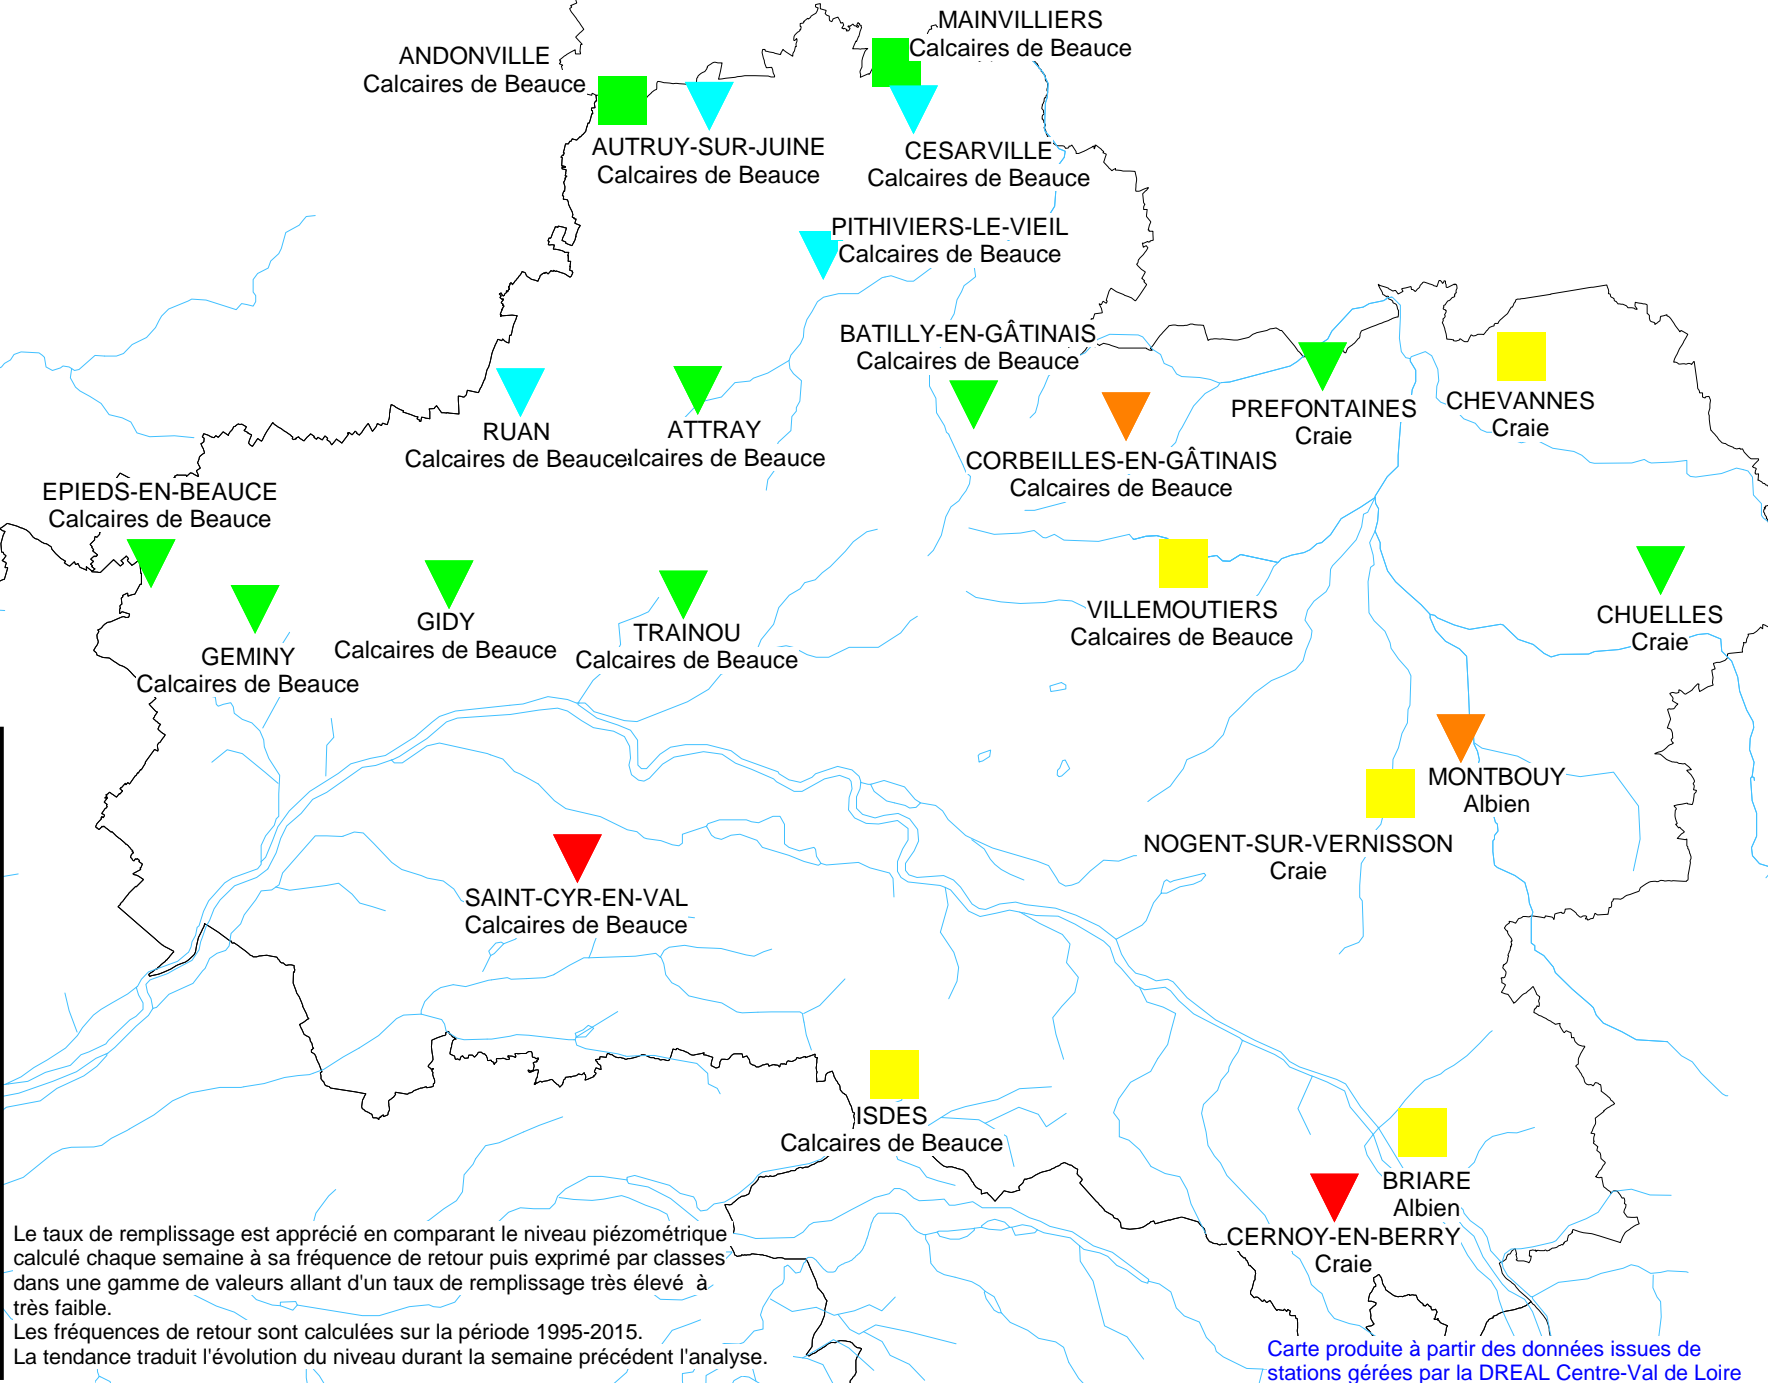 MAINVILLIERS
Calcaires de Beauce
ANDONVILLE
Calcaires de Beauce
AUTRUY-SUR-JUINE
Calcaires de Beauce
CESARVILLE
Calcaires de Beauce
PITHIVIERS-LE-VIEIL
Calcaires de Beauce
BATILLY-EN-GÂTINAIS
Calcaires de Beauce
PREFONTAINES
Craie
CHEVANNES
Craie
RUAN
Calcaires de Beauce
ATTRAY
alcaires de Beauce
CORBEILLES-EN-GÂTINAIS
Calcaires de Beauce
EPIEDS-EN-BEAUCE
Calcaires de Beauce
GEMINY
Calcaires de Beauce
GIDY
Calcaires de Beauce
TRAINOU
Calcaires de Beauce
VILLEMOUTIERS
Calcaires de Beauce
CHUELLES
Craie
MONTBOUY
Albien
NOGENT-SUR-VERNISSON
Craie
SAINT-CYR-EN-VAL
Calcaires de Beauce
ISDES
Calcaires de Beauce
BRIARE
Albien
CERNOY-EN-BERRY
Craie
Le taux de remplissage est apprécié en comparant le niveau piézométrique
calculé chaque semaine à sa fréquence de retour puis exprimé par classes
dans une gamme de valeurs allant d'un taux de remplissage très élevé à
très faible.
Les fréquences de retour sont calculées sur la période 1995-2015.
La tendance traduit l'évolution du niveau durant la semaine précédent l'analyse.
Carte produite à partir des données issues de
stations gérées par la DREAL Centre-Val de Loire